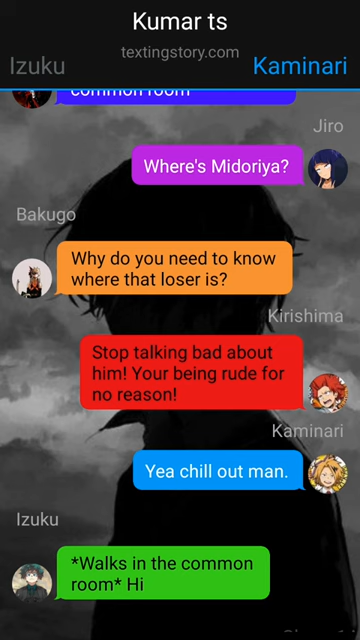 Kumar ts
textingstory.com
Izuku
Kaminari
common room
Jiro
Where's Midoriya?
Bakugo
Why do you need to know
where that loser is?
Kirishima
Stop talking bad about
him! Your being rude for
no reason!
Kaminari
Yea chill out man.
Izuku
*Walks in the common
room* Hi